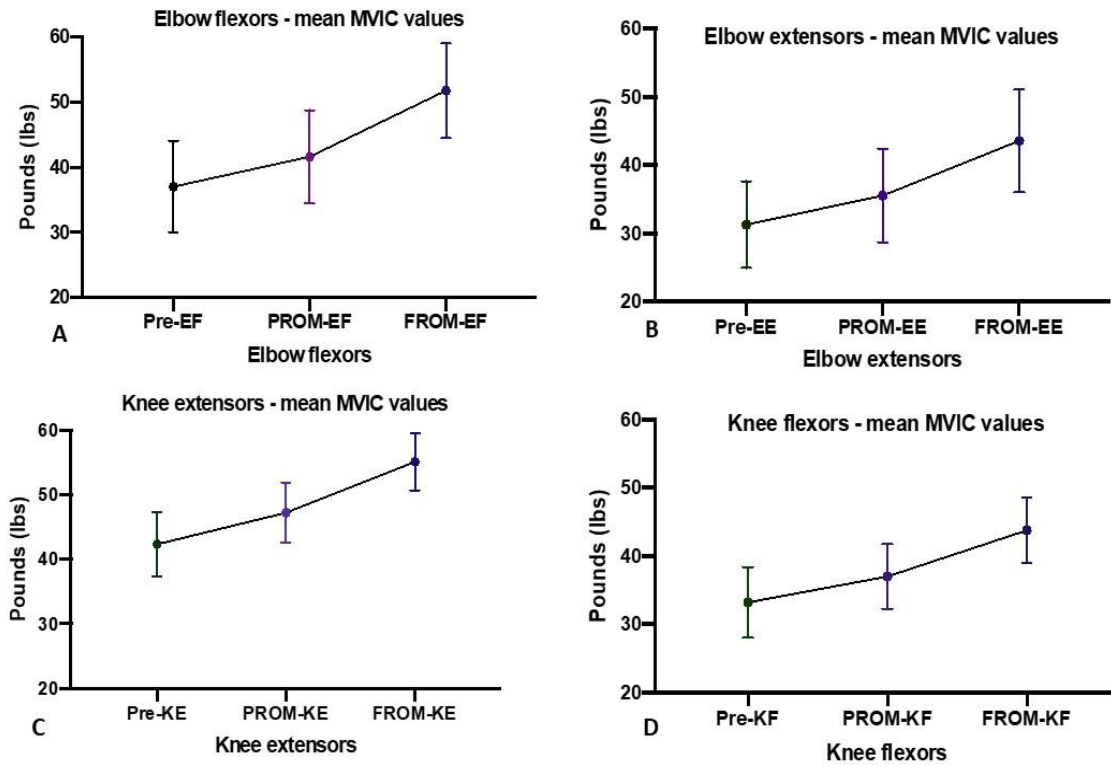 Elbow flexors - mean MVIC values
60
50
40
30
20
Pounds (lbs)
Pre-EF PROM-EF FROM-EF
A
Elbow flexors
Elbow extensors - mean MVIC values
60
50
40
30
20
Pounds (lbs)
Pre-EE PROM-EE FROM-EE
B
Elbow extensors
Knee extensors - mean MVIC values
60
50
40
30
20
Pounds (lbs)
Pre-KE PROM-KE FROM-KE
C
Knee extensors
Knee flexors - mean MVIC values
60
50
40
30
20
Pounds (lbs)
Pre-KF PROM-KF FROM-KF
D
Knee flexors